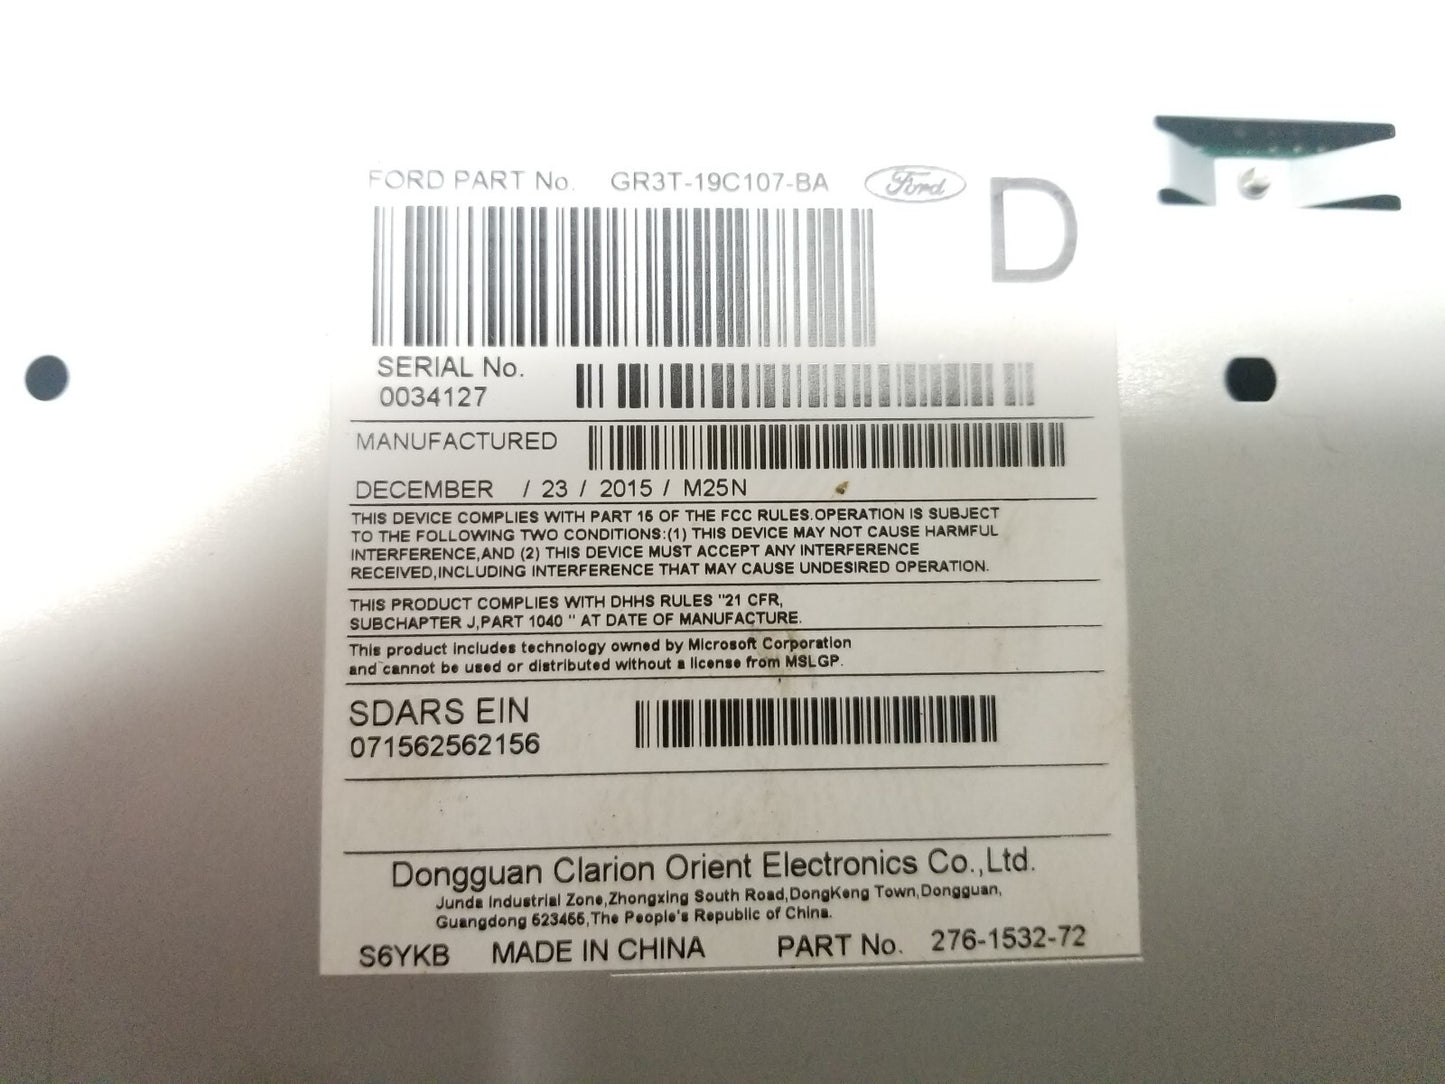 FORD PART No. GR3T-19C107-BA Ford D
SERIAL No.
0034127
MANUFACTURED
DECEMBER / 23 / 2015 / M25N
THIS DEVICE COMPLIES WITH PART 15 OF THE FCC RULES.OPERATION IS SUBJECT
TO THE FOLLOWING TWO CONDITIONS:(1) THIS DEVICE MAY NOT CAUSE HARMFUL
INTERFERENCE,AND (2) THIS DEVICE MUST ACCEPT ANY INTERFERENCE
RECEIVED,INCLUDING INTERFERENCE THAT MAY CAUSE UNDESIRED OPERATION.
THIS PRODUCT COMPLIES WITH DHHS RULES "21 CFR,
SUBCHAPTER J,PART 1040 " AT DATE OF MANUFACTURE.
This product includes technology owned by Microsoft Corporation
and cannot be used or distributed without a license from MSLGP.
SDARS EIN
071562562156
Dongguan Clarion Orient Electronics Co.,Ltd.
Junda Industrial Zone,Zhongxing South Road,DongKeng Town,Dongguan,
Guangdong 523455,The People's Republic of China.
S6YKB MADE IN CHINA PART No. 276-1532-72